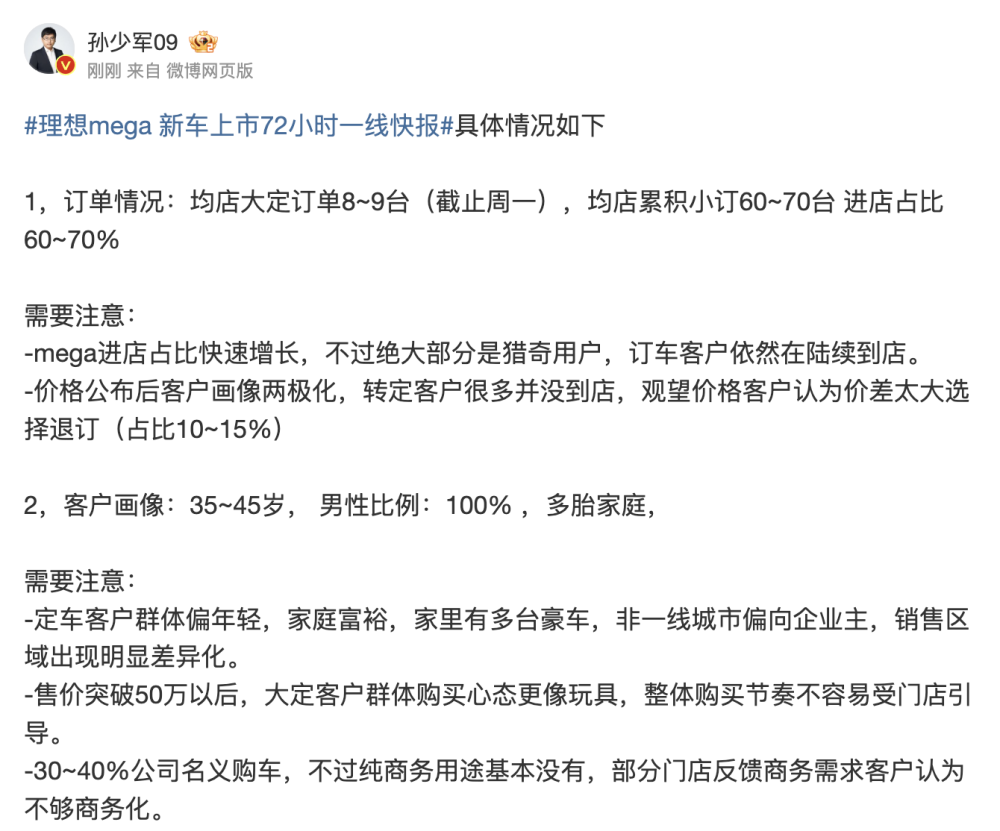 孙少军09
刚刚 来自 微博网页版
#理想mega 新车上市72小时一线快报#具体情况如下
1，订单情况：均店大定订单8~9台（截止周一），均店累积小订60~70台 进店占比
60~70%
需要注意：
-mega进店占比快速增长，不过绝大部分是猎奇用户，订车客户依然在陆续到店。
-价格公布后客户画像两极化，转定客户很多并没到店，观望价格客户认为价差太大选
择退订（占比10~15%）
2，客户画像：35~45岁， 男性比例：100% ，多胎家庭，
需要注意：
-定车客户群体偏年轻，家庭富裕，家里有多台豪车，非一线城市偏向企业主，销售区
域出现明显差异化。
-售价突破50万以后，大定客户群体购买心态更像玩具，整体购买节奏不容易受门店引
导。
-30~40%公司名义购车，不过纯商务用途基本没有，部分门店反馈商务需求客户认为
不够商务化。